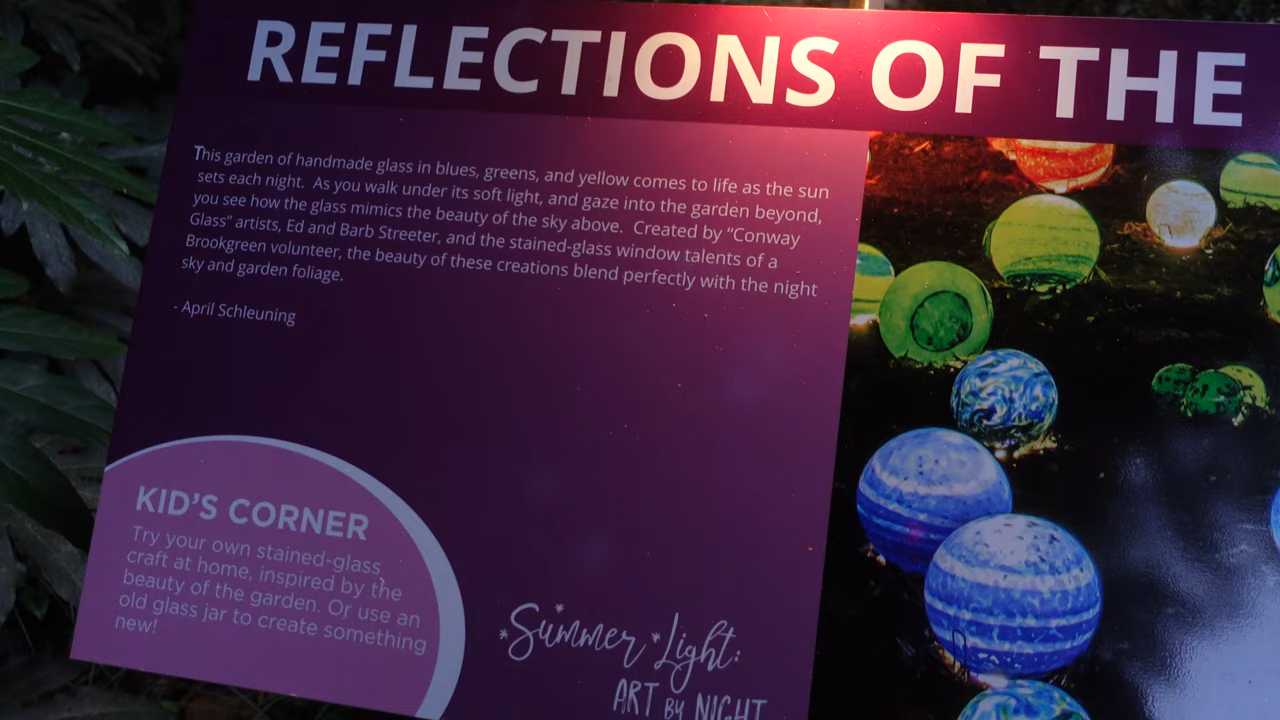 REFLECTIONS OF THE
This garden of handmade glass in blues, greens, and yellow comes to life as the sun
sets each night. As you walk under its soft light, and gaze into the garden beyond,
you see how the glass mimics the beauty of the sky above. Created by “Conway
Glass” artists, Ed and Barb Streeter, and the stained-glass window talents of a
Brookgreen volunteer, the beauty of these creations blend perfectly with the night
sky and garden foliage.
- April Schleuning
KID'S CORNER
Try your own stained-glass
craft at home, inspired by the
beauty of the garden. Or use an
old glass jar to create something
new!
Summer Light:
ART BY NIGHT